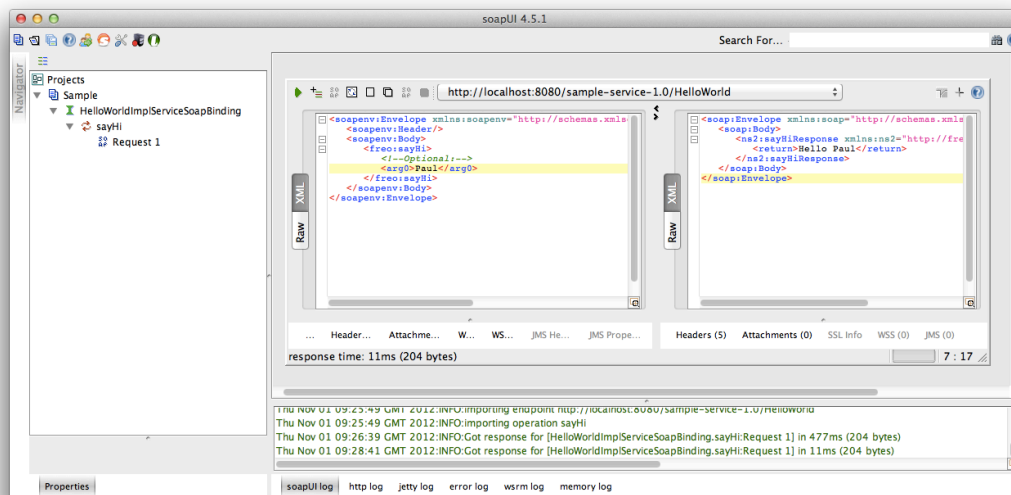 soapUI 4.5.1
Search For...
Navigator
Projects
Sample
HelloWorldImplServiceSoapBinding
sayHi
Request 1
http://localhost:8080/sample-service-1.0/HelloWorld
XML
Raw
<soapenv:Envelope xmlns:soapenv="http://schemas.xmls
<soapenv:Header/>
<soapenv:Body>
<freo:sayHi>
<!--Optional:-->
<arg0>Paul</arg0>
</freo:sayHi>
</soapenv:Body>
</soapenv:Envelope>
XML
Raw
<soap:Envelope xmlns:soap="http://schemas.xmlsoa
<soap:Body>
<ns2:sayHiResponse xmlns:ns2="http://fre
<return>Hello Paul</return>
</ns2:sayHiResponse>
</soap:Body>
</soap:Envelope>
... Header... Attachme... W... WS... JMS He... JMS Prope...
Headers (5) Attachments (0) SSL Info WSS (0) JMS (0)
response time: 11ms (204 bytes)
7 : 17
Thu Nov 01 09:25:49 GMT 2012:INFO:importing endpoint http://localhost:8080/sample-service-1.0/HelloWorld
Thu Nov 01 09:25:49 GMT 2012:INFO:importing operation sayHi
Thu Nov 01 09:26:39 GMT 2012:INFO:Got response for [HelloWorldImplServiceSoapBinding.sayHi:Request 1] in 477ms (204 bytes)
Thu Nov 01 09:28:41 GMT 2012:INFO:Got response for [HelloWorldImplServiceSoapBinding.sayHi:Request 1] in 11ms (204 bytes)
Properties
soapUI log http log jetty log error log wsrm log memory log